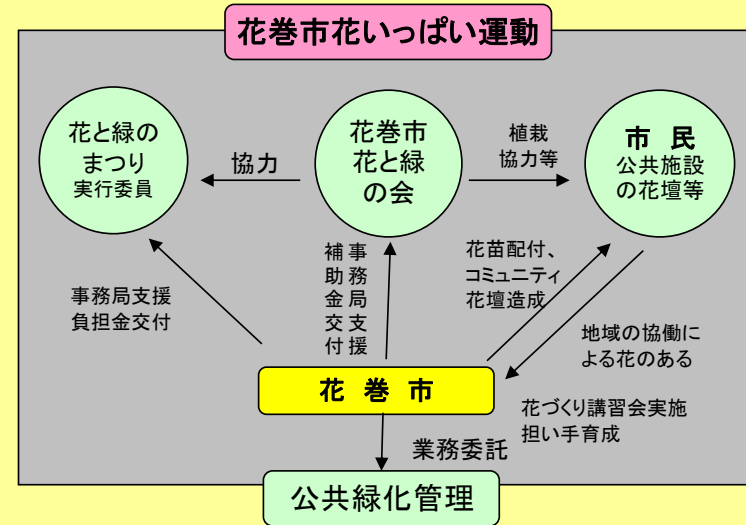 花巻市花いっぱい運動
花と緑の
まつり
実行委員
協力
花巻市
花と緑
の会
植栽
協力等
市 民
公共施設
の花壇等
事務局支援
負担金交付
事務局支援
補助金交付
花苗配付、
コミュニティ
花壇造成
地域の協働に
よる花のある
花 巻 市
花づくり講習会実施
担い手育成
業務委託
公共緑化管理